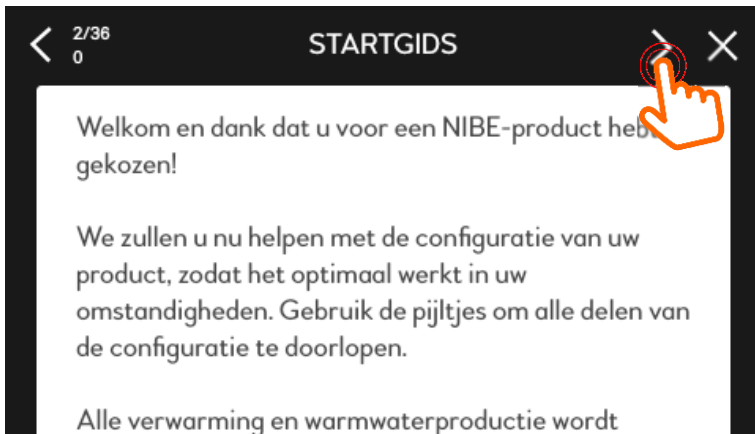 2/36
0
STARTGIDS
Welkom en dank dat u voor een NIBE-product
gekozen!
We zullen u nu helpen met de configuratie van uw
product, zodat het optimaal werkt in uw
omstandigheden. Gebruik de pijltjes om alle delen van
de configuratie te doorlopen.
Alle verwarming en warmwaterproductie wordt